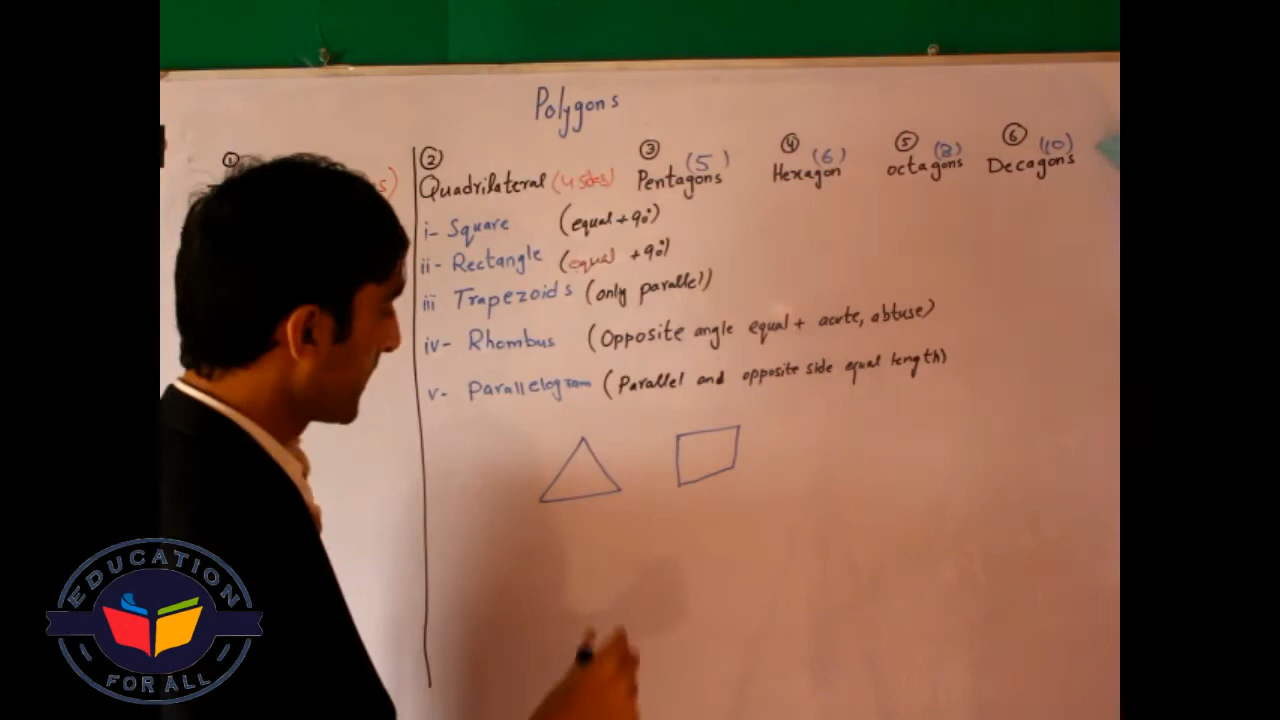 Polygons
①
s)
②
Quadrilateral (4 sides)
i- Square (equal + 90°)
ii- Rectangle (equal + 90°)
iii Trapezoids (only parallel)
iv- Rhombus (Opposite angle equal + acute, abtuse)
v- Parallelogram (Parallel and opposite side equal length)
③
Pentagons (5)
④
Hexagon (6)
⑤
octagons (8)
⑥
Decagons (10)
EDUCATION
FOR ALL